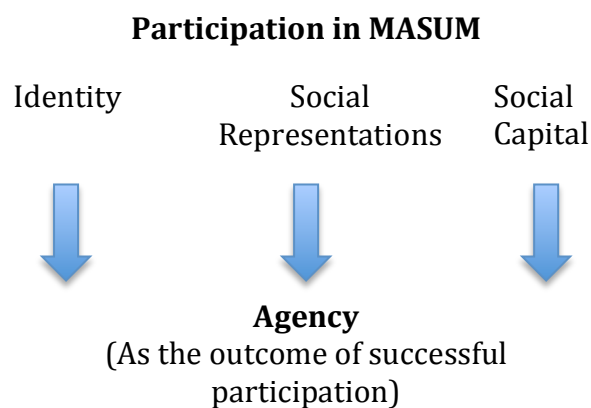 Participation in MASUM
Identity
Social
Representations
Social
Capital
Agency
(As the outcome of successful
participation)